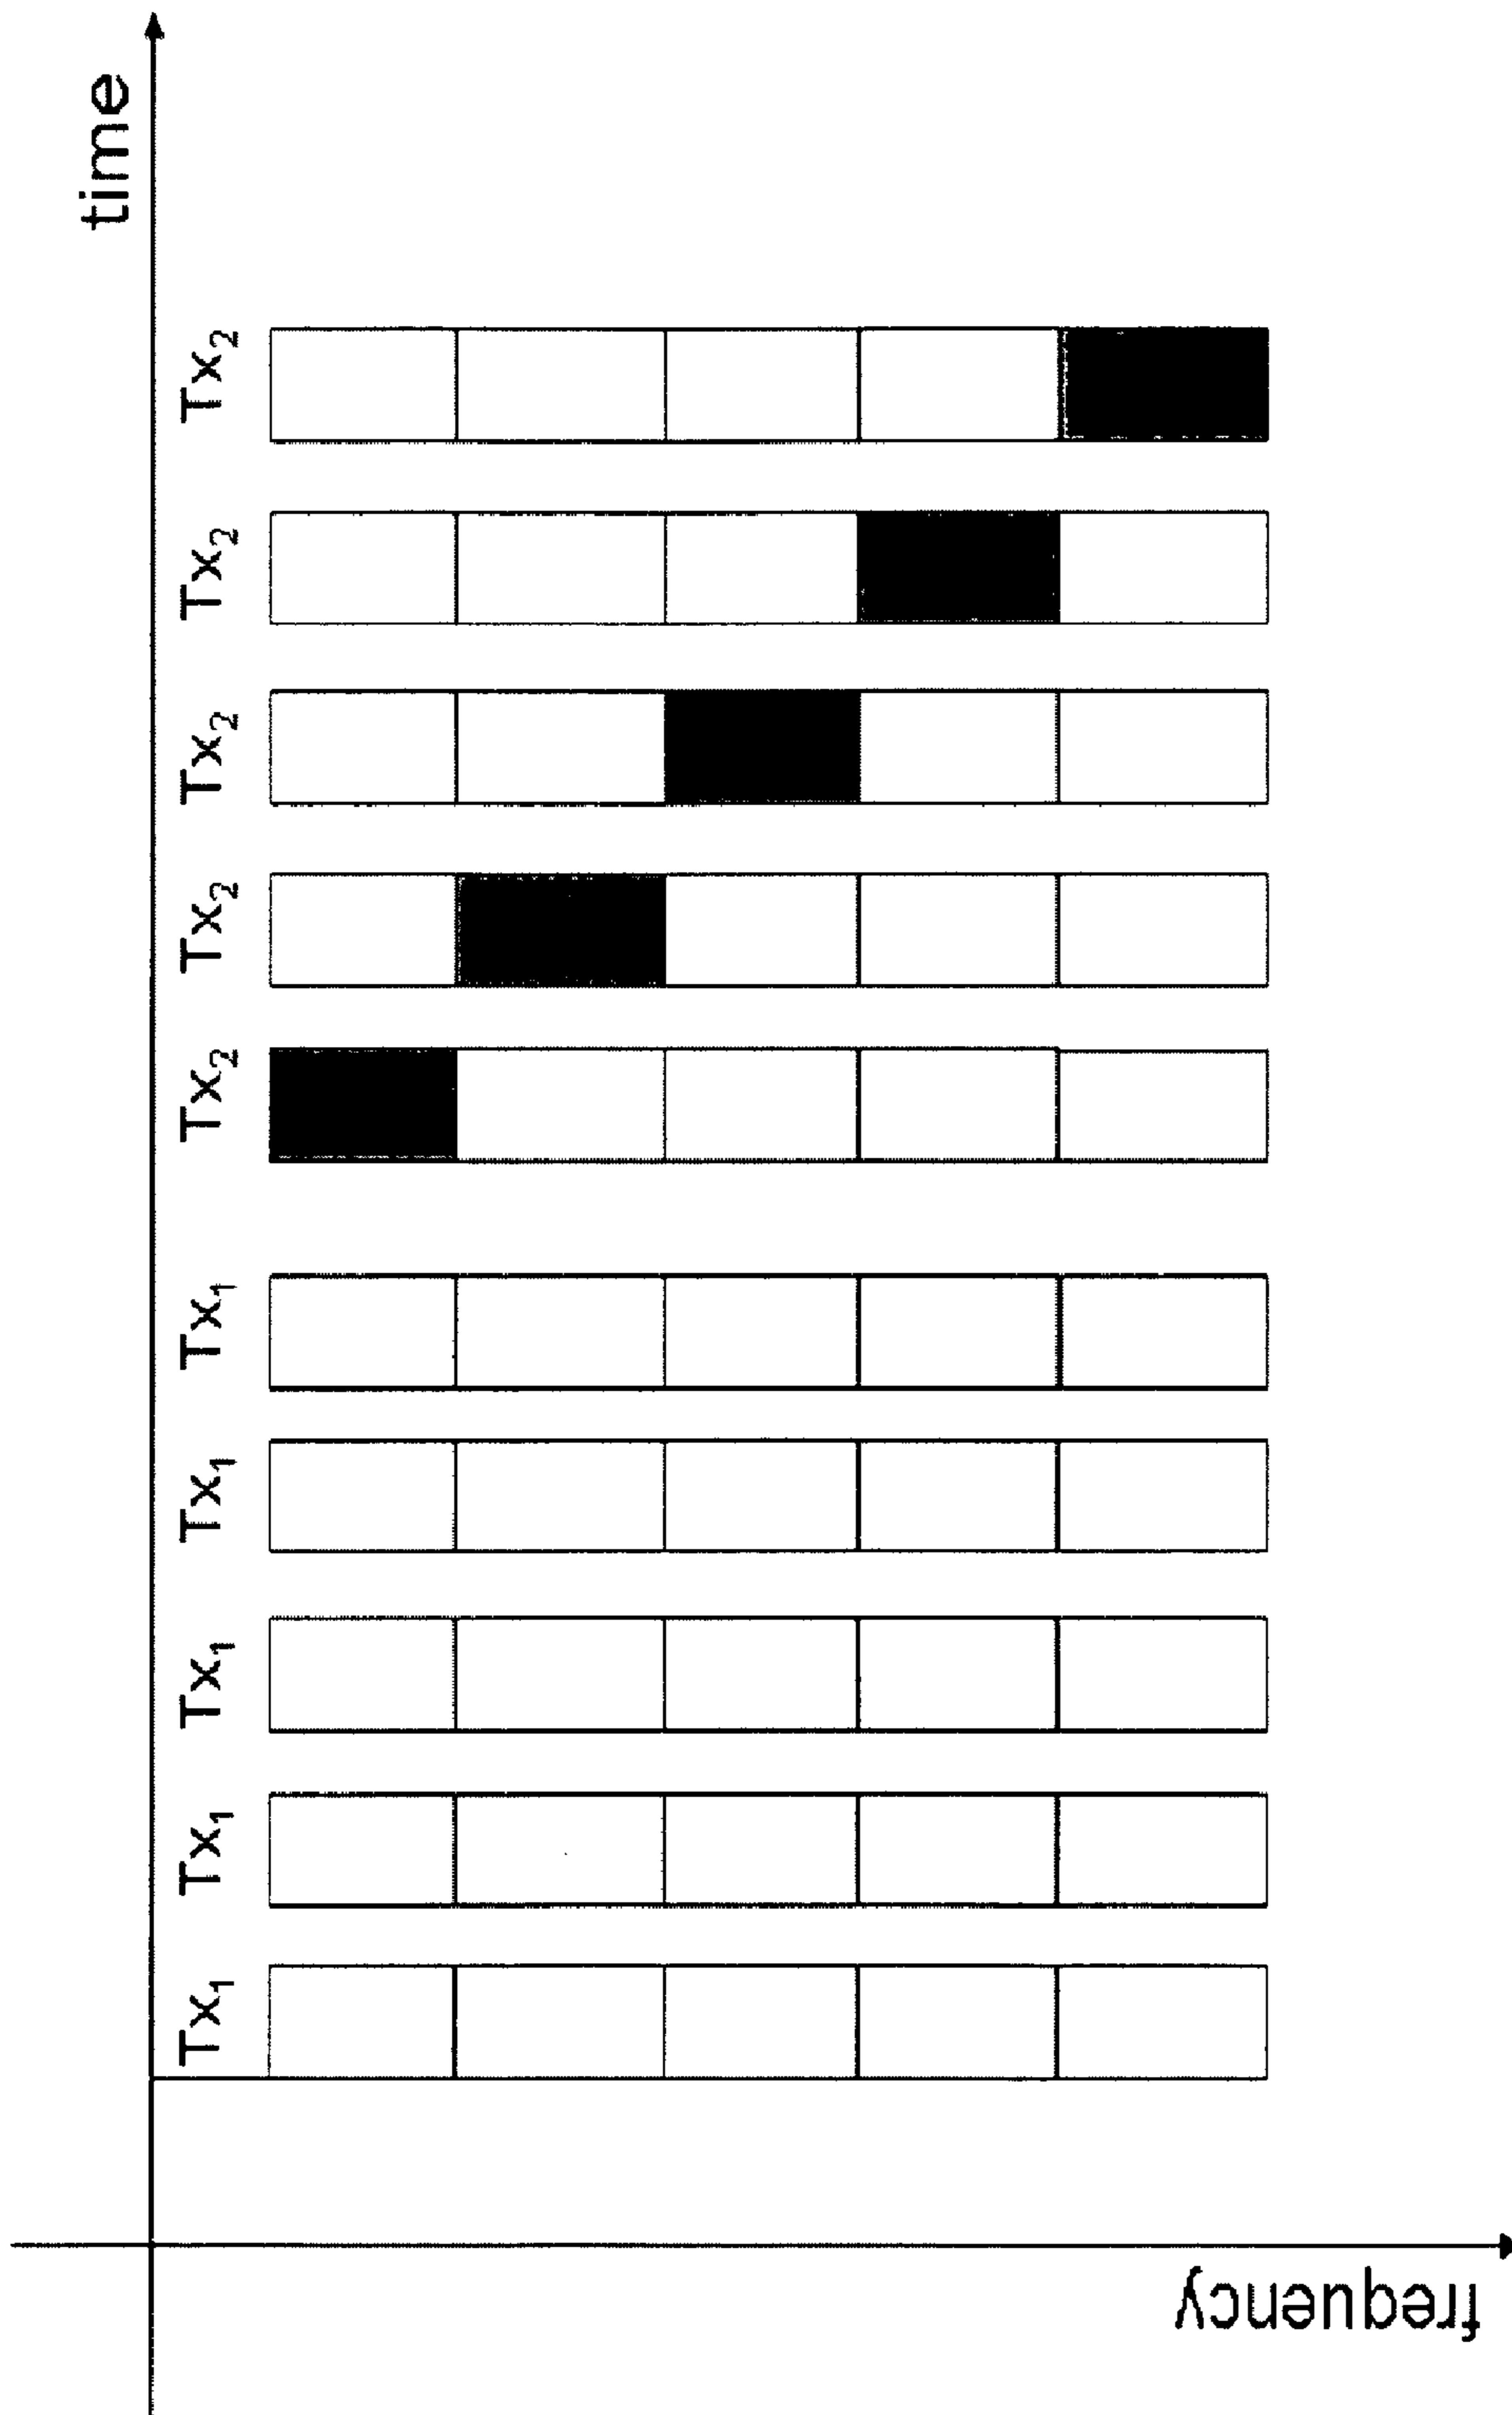 time
Tx₂
Tx₂
Tx₂
Tx₂
Tx₂
Tx₁
Tx₁
Tx₁
Tx₁
Tx₁
frequency